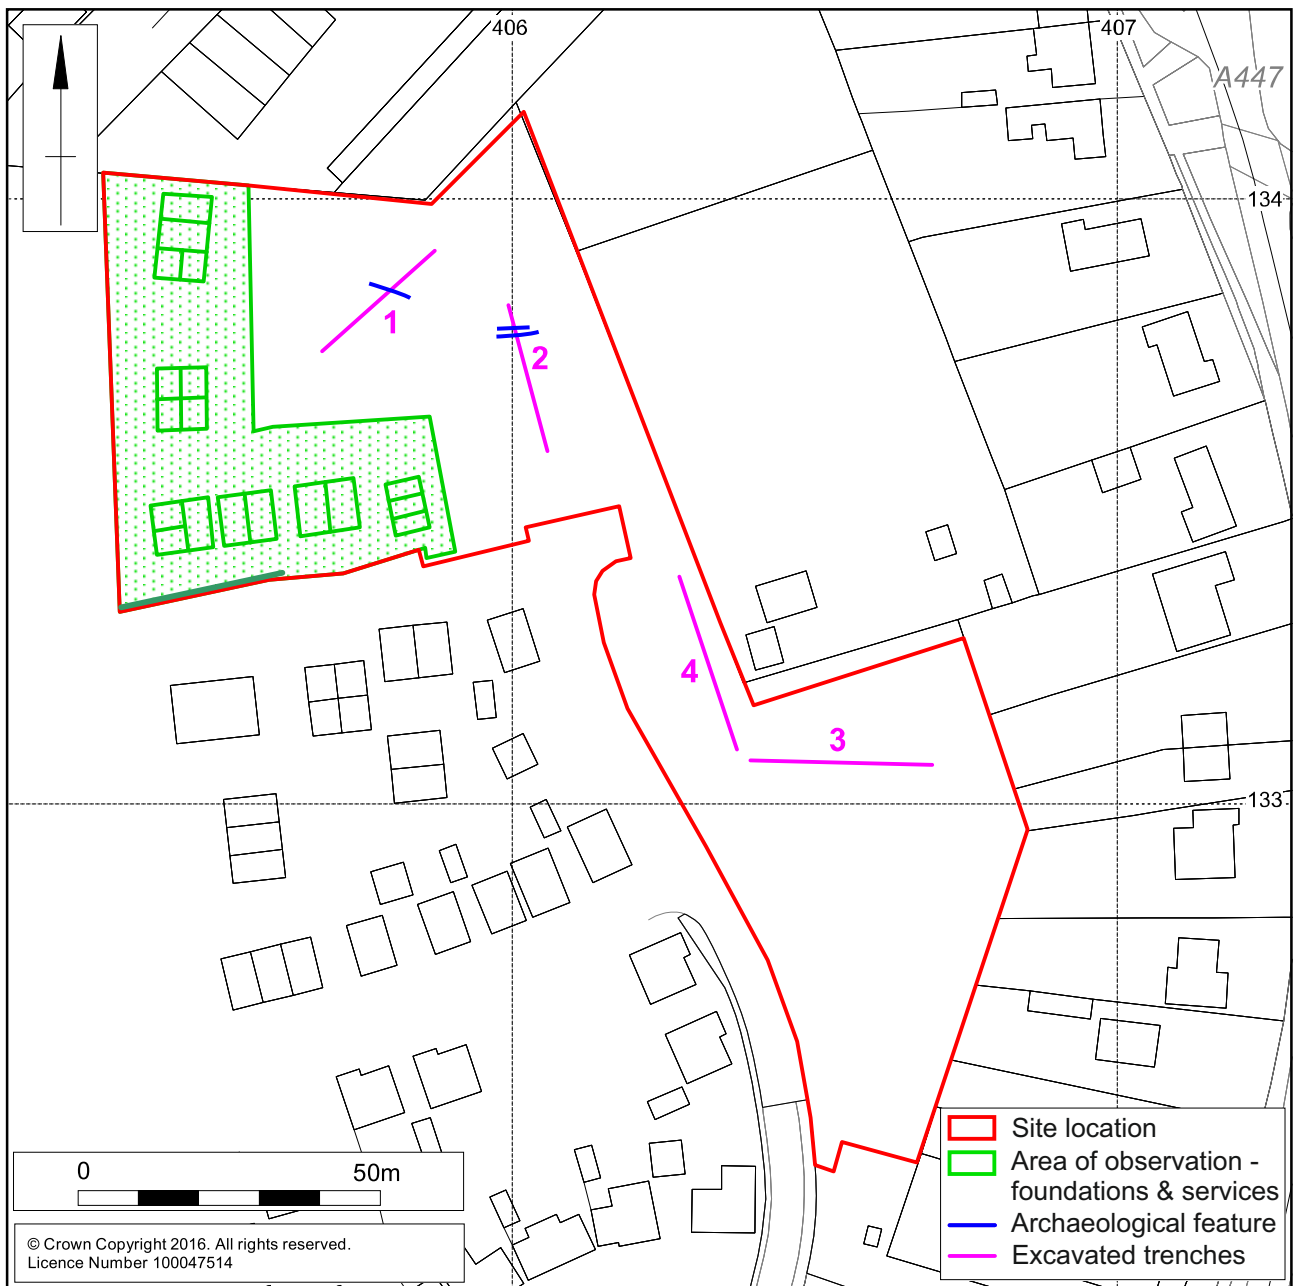 406
407
A447
134
1
2
4
3
133
Site location
Area of observation -
foundations & services
Archaeological feature
Excavated trenches
0
50m
© Crown Copyright 2016. All rights reserved.
Licence Number 100047514